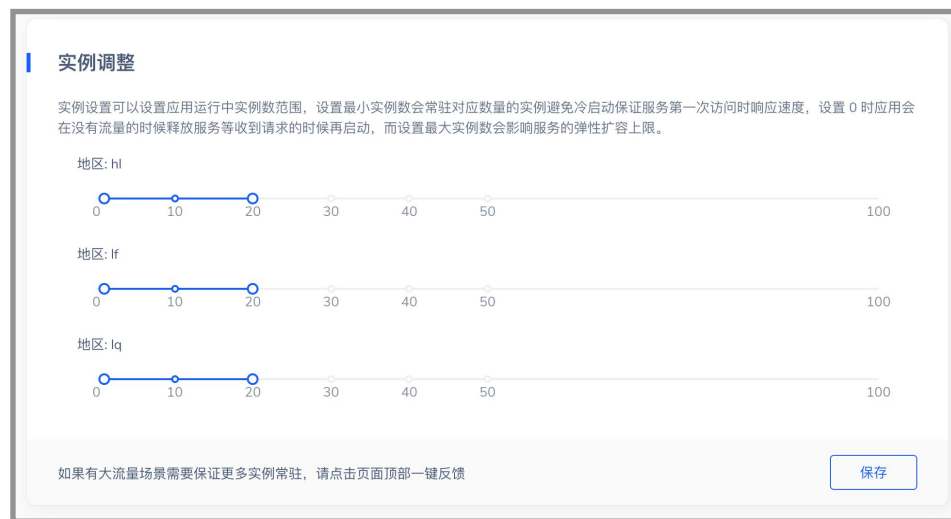 实例调整
实例设置可以设置应用运行中实例数范围，设置最小实例数会常驻对应数量的实例避免冷启动保证服务第一次访问时响应速度，设置 0 时应用会
在没有流量的时候释放服务等收到请求的时候再启动，而设置最大实例数会影响服务的弹性扩容上限。
地区: hl
0 10 20 30 40 50 100
地区: lf
0 10 20 30 40 50 100
地区: lq
0 10 20 30 40 50 100
如果有大流量场景需要保证更多实例常驻，请点击页面顶部一键反馈 保存